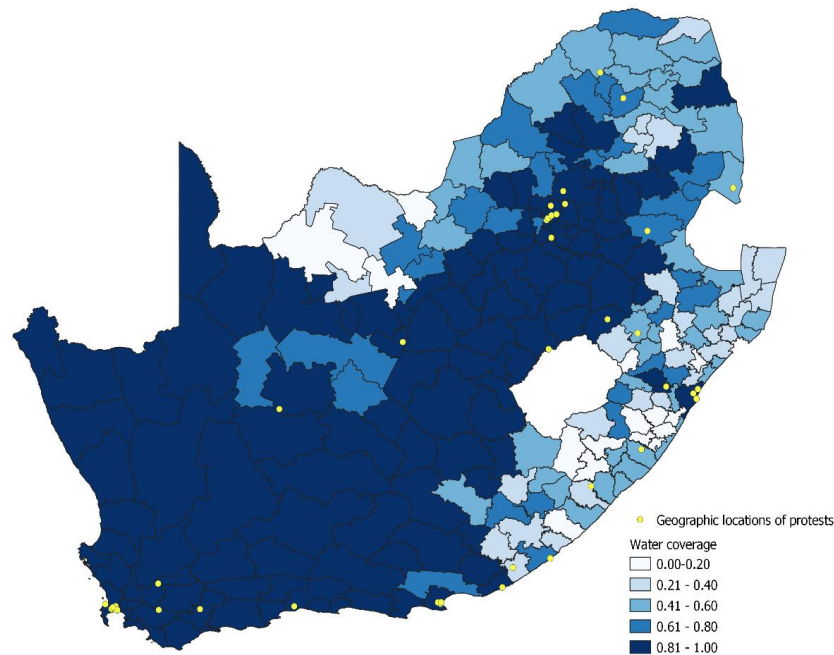 Geographic locations of protests
Water coverage
0.00-0.20
0.21 - 0.40
0.41 - 0.60
0.61 - 0.80
0.81 - 1.00